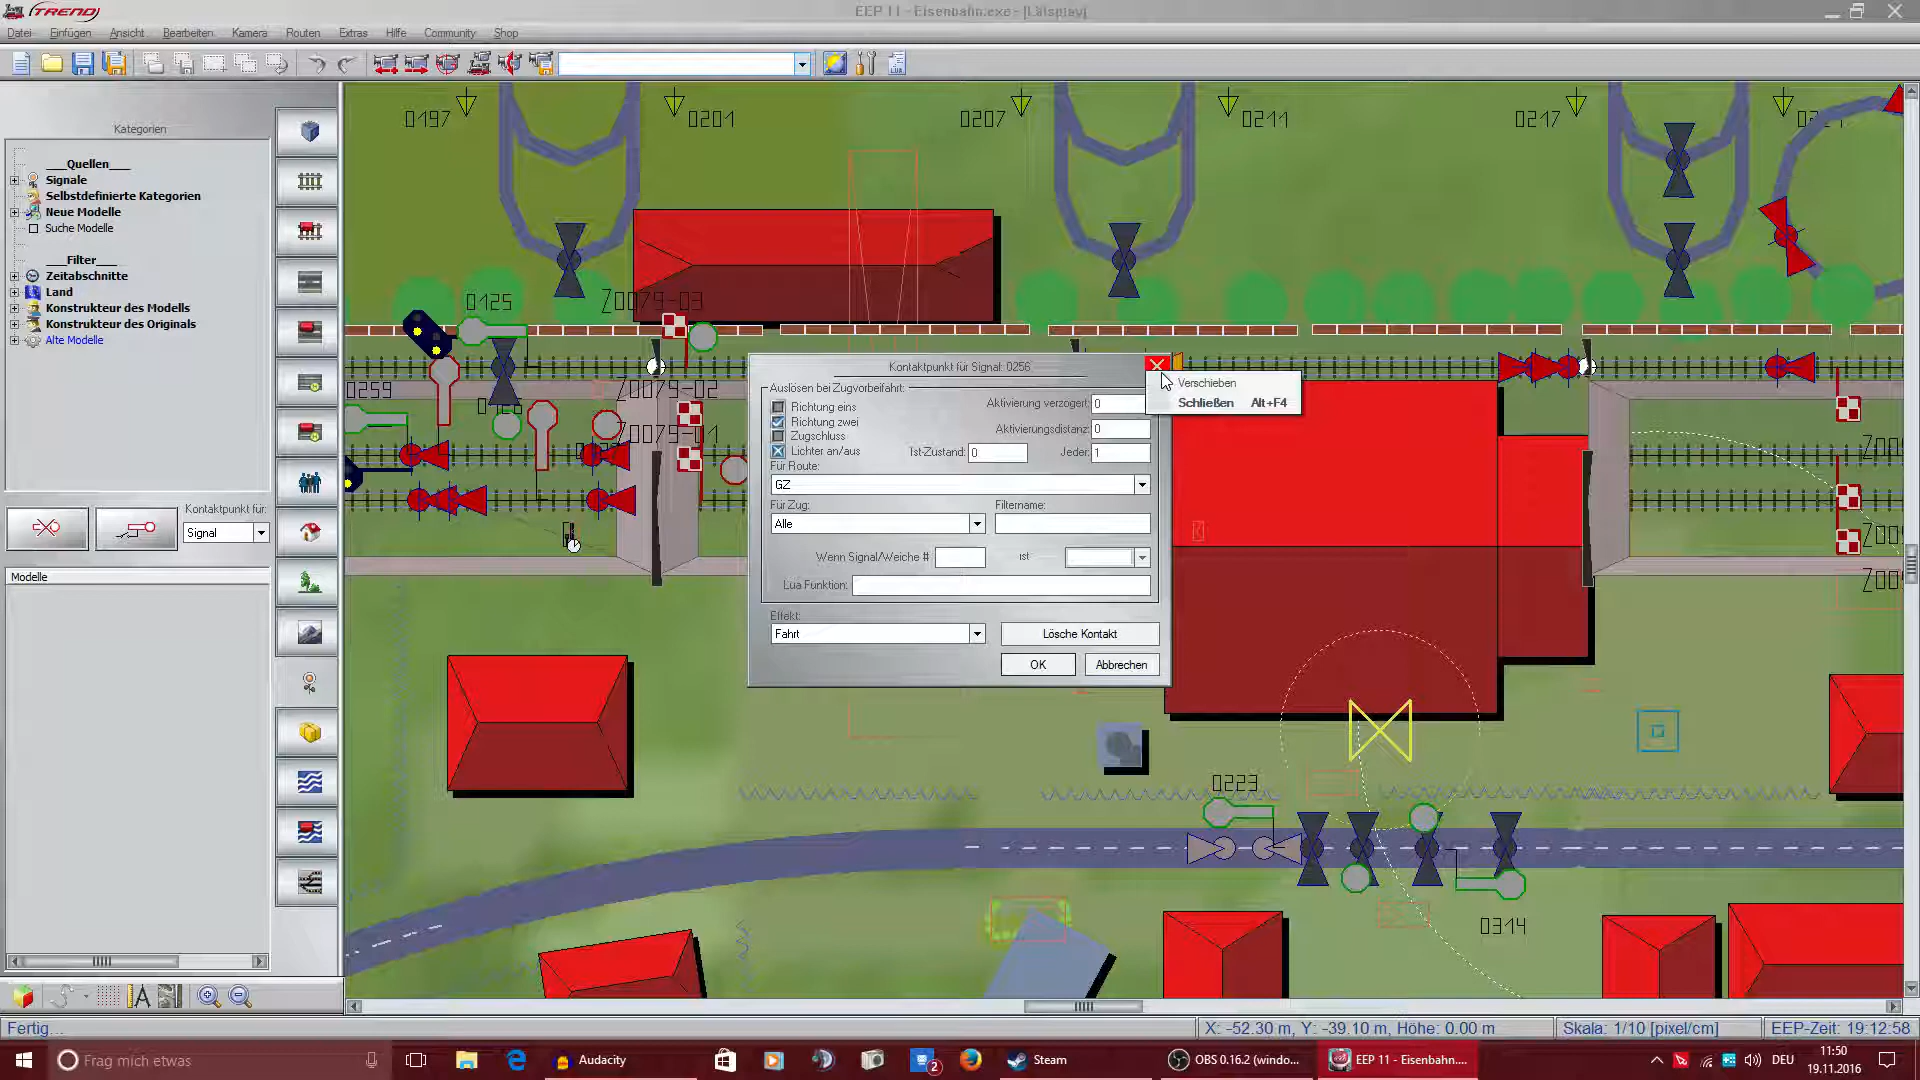 TREND
EEP 11 - Eisenbahn.exe - [Lalsplay]
Datei Einfügen Ansicht Bearbeiten Kamera Routen Extras Hilfe Community Shop
Kategorien
___Quellen___
Signale
Selbstdefinierte Kategorien
Neue Modelle
Suche Modelle
___Filter___
Zeitabschnitte
Land
Konstrukteur des Modells
Konstrukteur des Originals
Alte Modelle
Kontaktpunkt für:
Signal
Modelle
0197
0201
0207
0211
0217
0125
Z0079-03
0259
Z0079-02
Z0079-01
Kontaktpunkt für Signal: 0256
Auslösen bei Zugvorbeifahrt:
Richtung eins
Richtung zwei
Zugschluss
Lichter an/aus
Aktivierung verzögert: 0
Aktivierungsdistanz: 0
Ist-Zustand: 0
Jeder: 1
Für Route:
GZ
Für Zug:
Alle
Filtername:
Wenn Signal/Weiche #
ist
Lua Funktion:
Effekt:
Fahrt
Lösche Kontakt
OK
Abbrechen
Verschieben
Schließen Alt+F4
0223
0314
Fertig...
X: -52.30 m, Y: -39.10 m, Höhe: 0.00 m
Skala: 1/10 [pixel/cm]
EEP-Zeit: 19:12:58
Frag mich etwas
Audacity
2
Steam
OBS 0.16.2 (windo...
EEP 11 - Eisenbahn....
DEU
11:50
19.11.2016